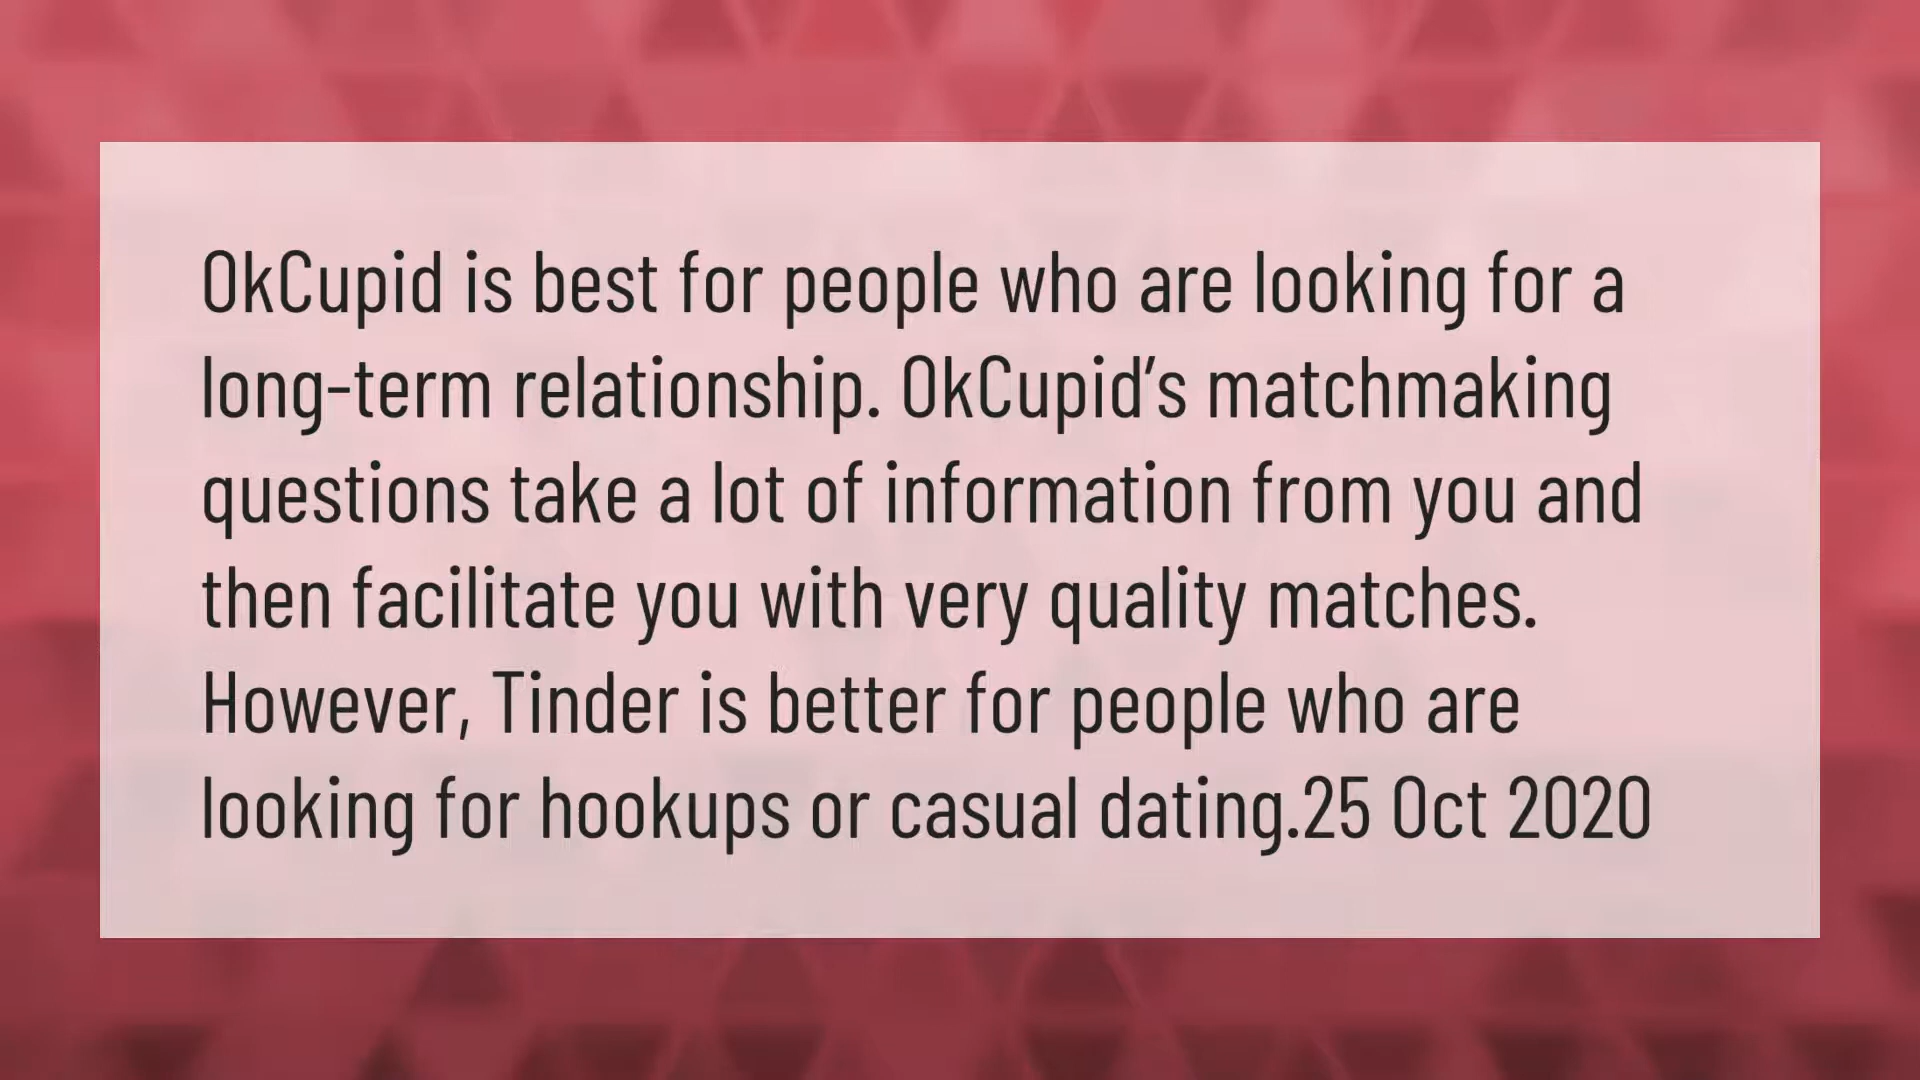 OkCupid is best for people who are looking for a
long-term relationship. OkCupid’s matchmaking
questions take a lot of information from you and
then facilitate you with very quality matches.
However, Tinder is better for people who are
looking for hookups or casual dating.25 Oct 2020